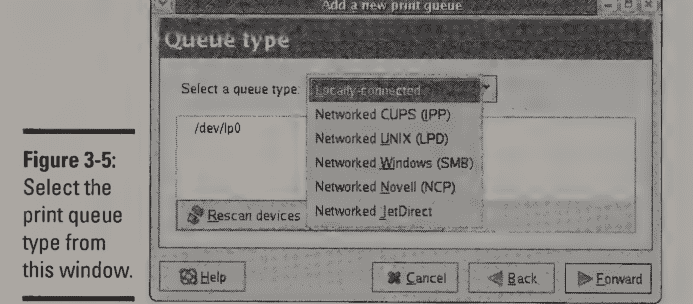 Add a new print queue
Queue type
Select a queue type: Locally-connected
/dev/lp0
Networked CUPS (IPP)
Networked UNIX (LPD)
Networked Windows (SMB)
Networked Novell (NCP)
Networked JetDirect
Rescan devices
Help
Cancel
Back
Forward
Figure 3-5:
Select the
print queue
type from
this window.